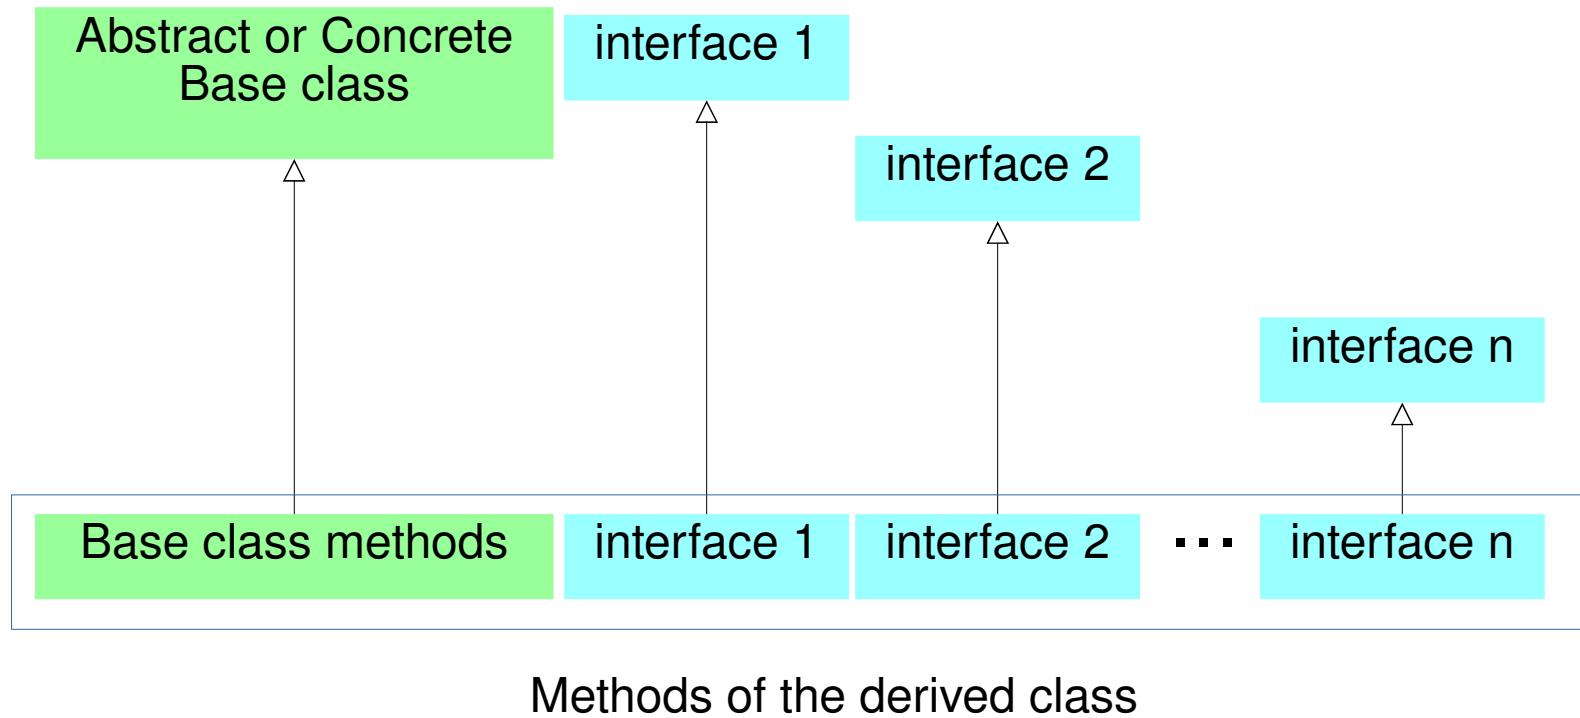 Abstract or Concrete
Base class
interface 1
interface 2
interface n
Base class methods
interface 1
interface 2
...
interface n
Methods of the derived class